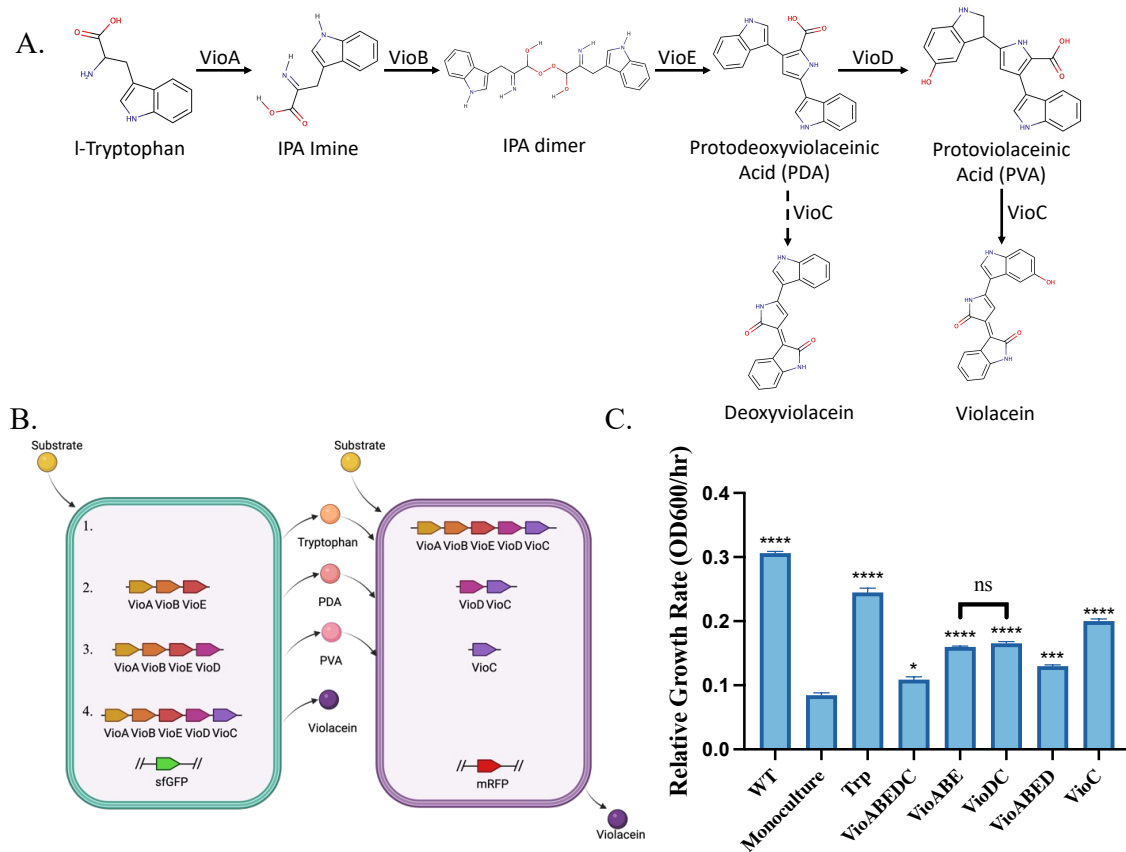 A.
VioA
VioB
VioE
VioD
l-Tryptophan
IPA Imine
IPA dimer
Protodeoxyviolaceinic
Acid (PDA)
Protoviolaceinic
Acid (PVA)
VioC
VioC
Deoxyviolacein
Violacein
B.
Substrate
Substrate
1.
Tryptophan
VioA VioB VioE VioD VioC
2.
VioA VioB VioE
PDA
VioD VioC
3.
VioA VioB VioE VioD
PVA
VioC
4.
VioA VioB VioE VioD VioC
Violacein
sfGFP
mRFP
Violacein
C.
Relative Growth Rate (OD600/hr)
0.4
0.3
0.2
0.1
0.0
****
****
*
****
ns
****
***
****
WT
Monoculture
Trp
VioABEDC
VioABE
VioDC
VioABED
VioC